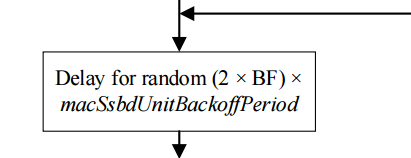 Delay for random (2 × BF) ×
macSsbdUnitBackoffPeriod